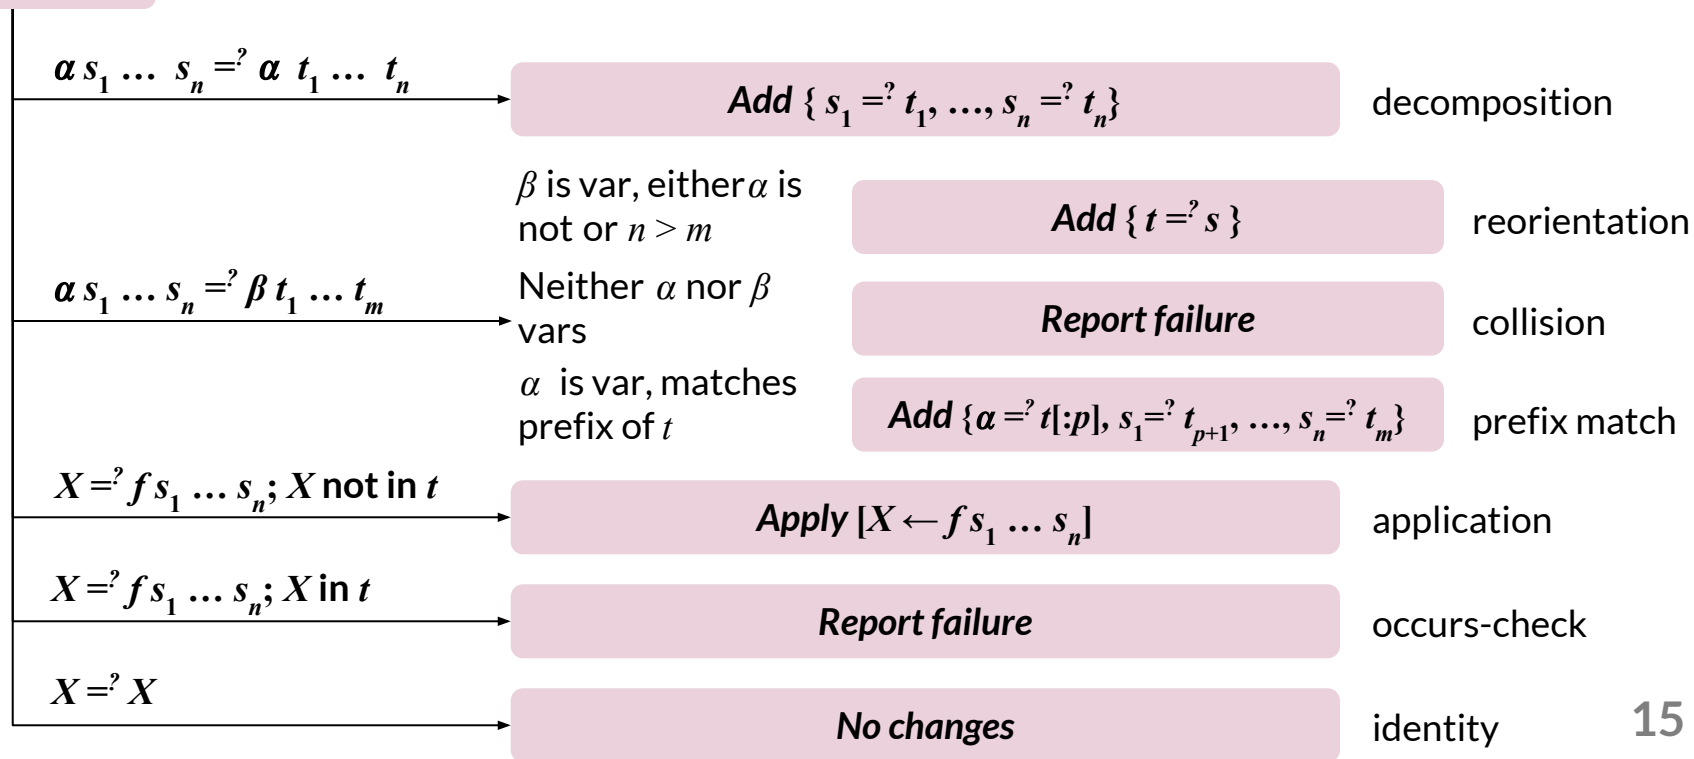 α s₁ … sₙ =? α t₁ … tₙ
Add { s₁ =? t₁, …, sₙ =? tₙ}
decomposition
β is var, either α is
not or n > m
Add { t =? s }
reorientation
α s₁ … sₙ =? β t₁ … tₘ
Neither α nor β
vars
Report failure
collision
α is var, matches
prefix of t
Add {α =? t[:p], s₁ =? tₚ₊₁, …, sₙ =? tₘ}
prefix match
X =? f s₁ … sₙ; X not in t
Apply [X ← f s₁ … sₙ]
application
X =? f s₁ … sₙ; X in t
Report failure
occurs-check
X =? X
No changes
identity
15